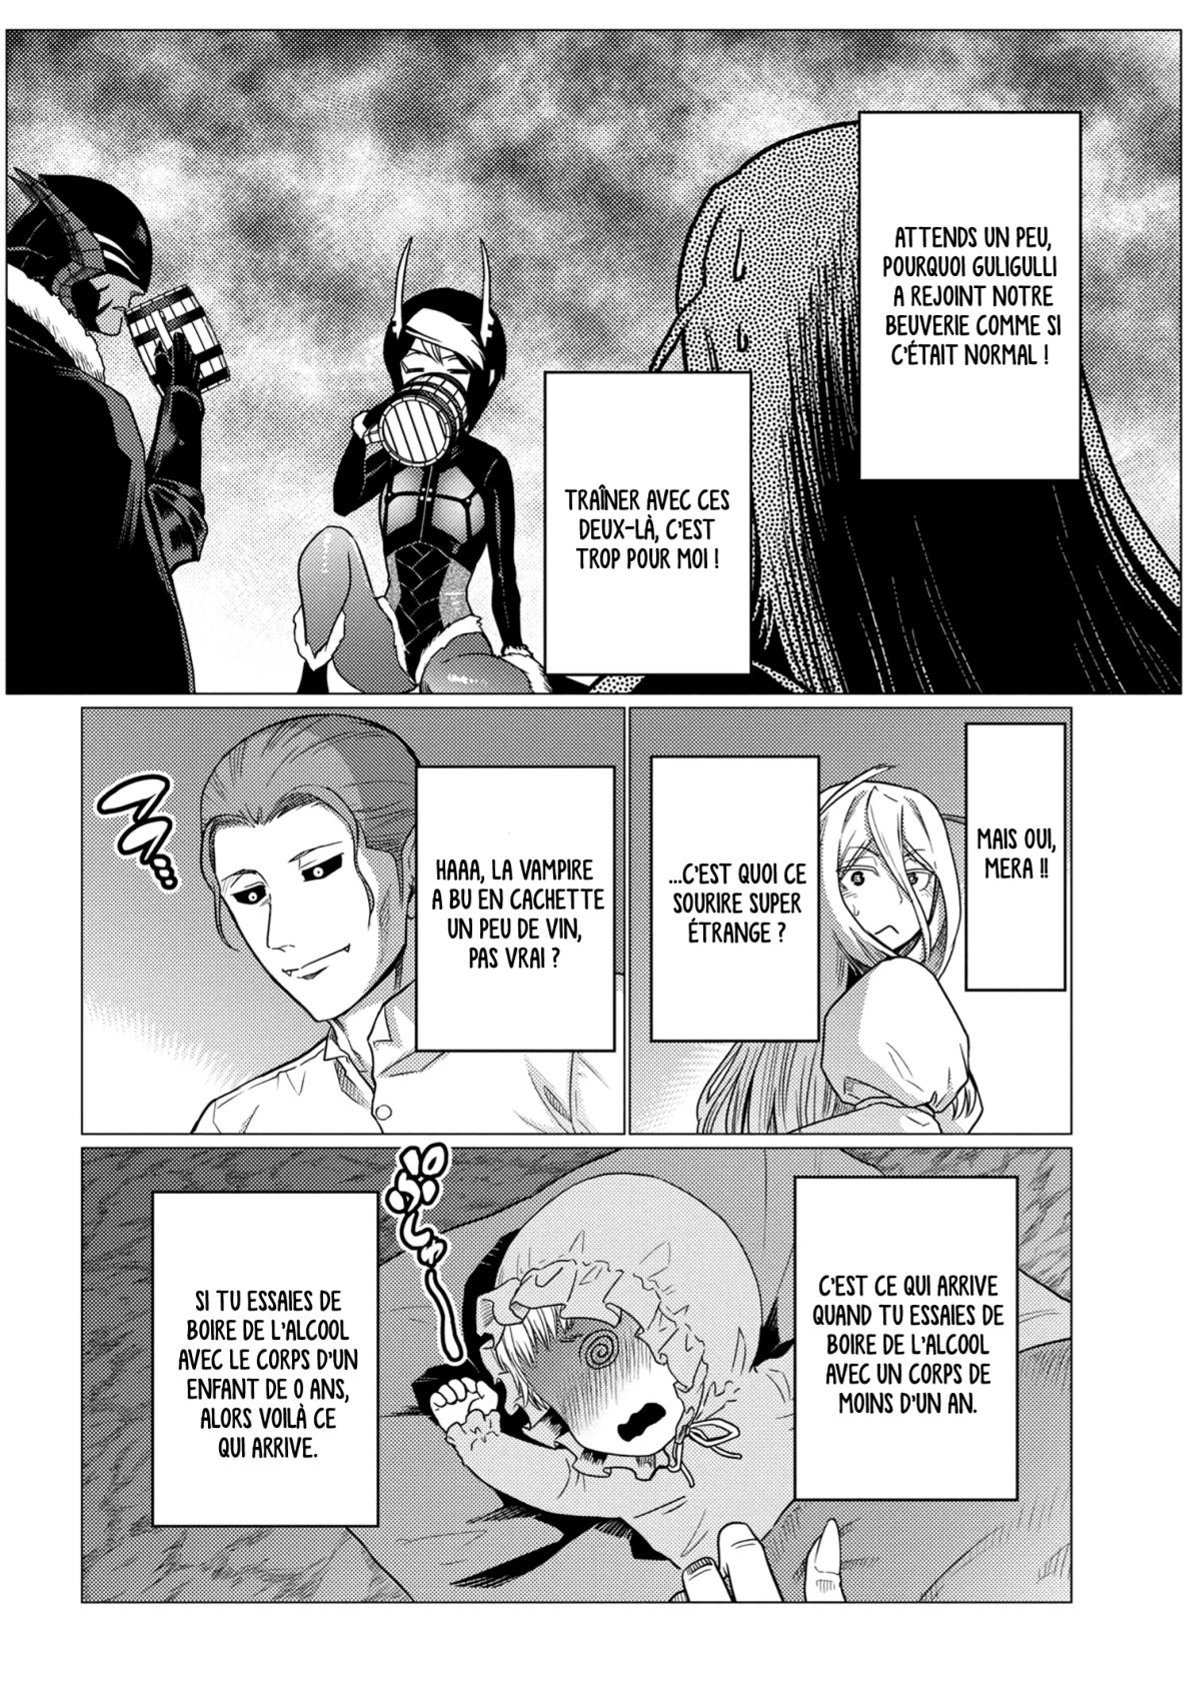 ATTENDS UN PEU,
POURQUOI GULIGULLI
A REJOINT NOTRE
BEUVERIE COMME SI
C'ÉTAIT NORMAL !
TRAÎNER AVEC CES
DEUX-LÀ, C'EST
TROP POUR MOI !
MAIS OUI,
MERA !!
...C'EST QUOI CE
SOURIRE SUPER
ÉTRANGE ?
HAAA, LA VAMPIRE
A BU EN CACHETTE
UN PEU DE VIN,
PAS VRAI ?
C'EST CE QUI ARRIVE
QUAND TU ESSAIES DE
BOIRE DE L'ALCOOL
AVEC UN CORPS DE
MOINS D'UN AN.
SI TU ESSAIES DE
BOIRE DE L'ALCOOL
AVEC LE CORPS D'UN
ENFANT DE 0 ANS,
ALORS VOILÀ CE
QUI ARRIVE.